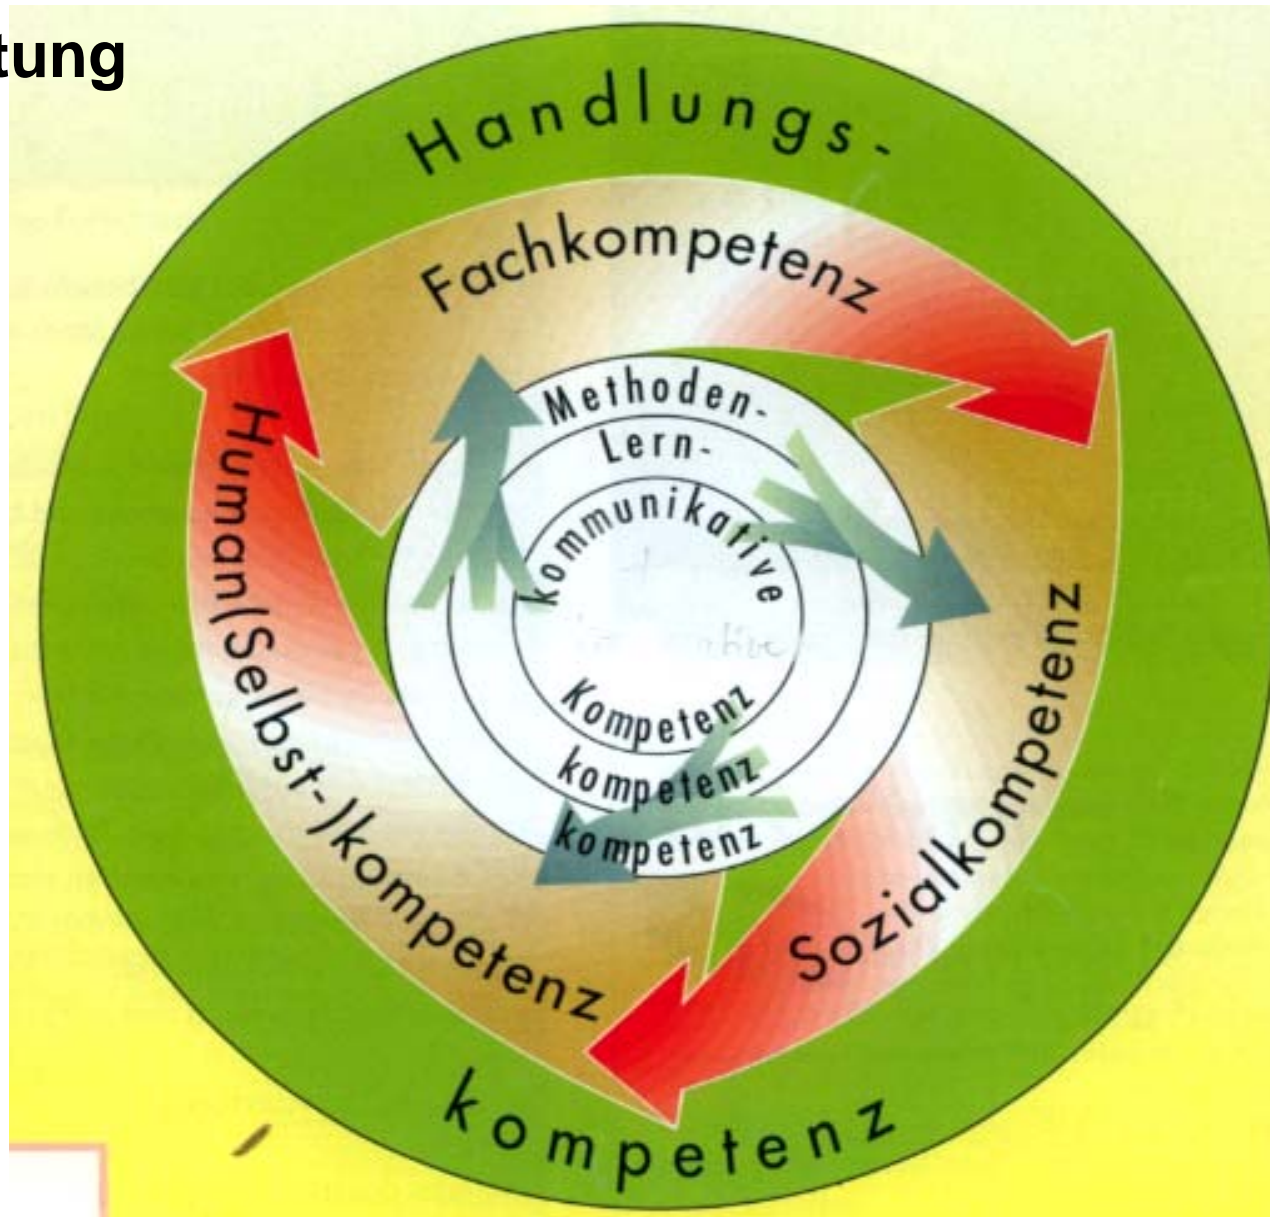 tung
Handlungs-
Fachkompetenz
Methoden-
Lern-
kommunikative
Human(Selbst-)kompetenz
Sozialkompetenz
Kompetenz
kompetenz
kompetenz
kompetenz